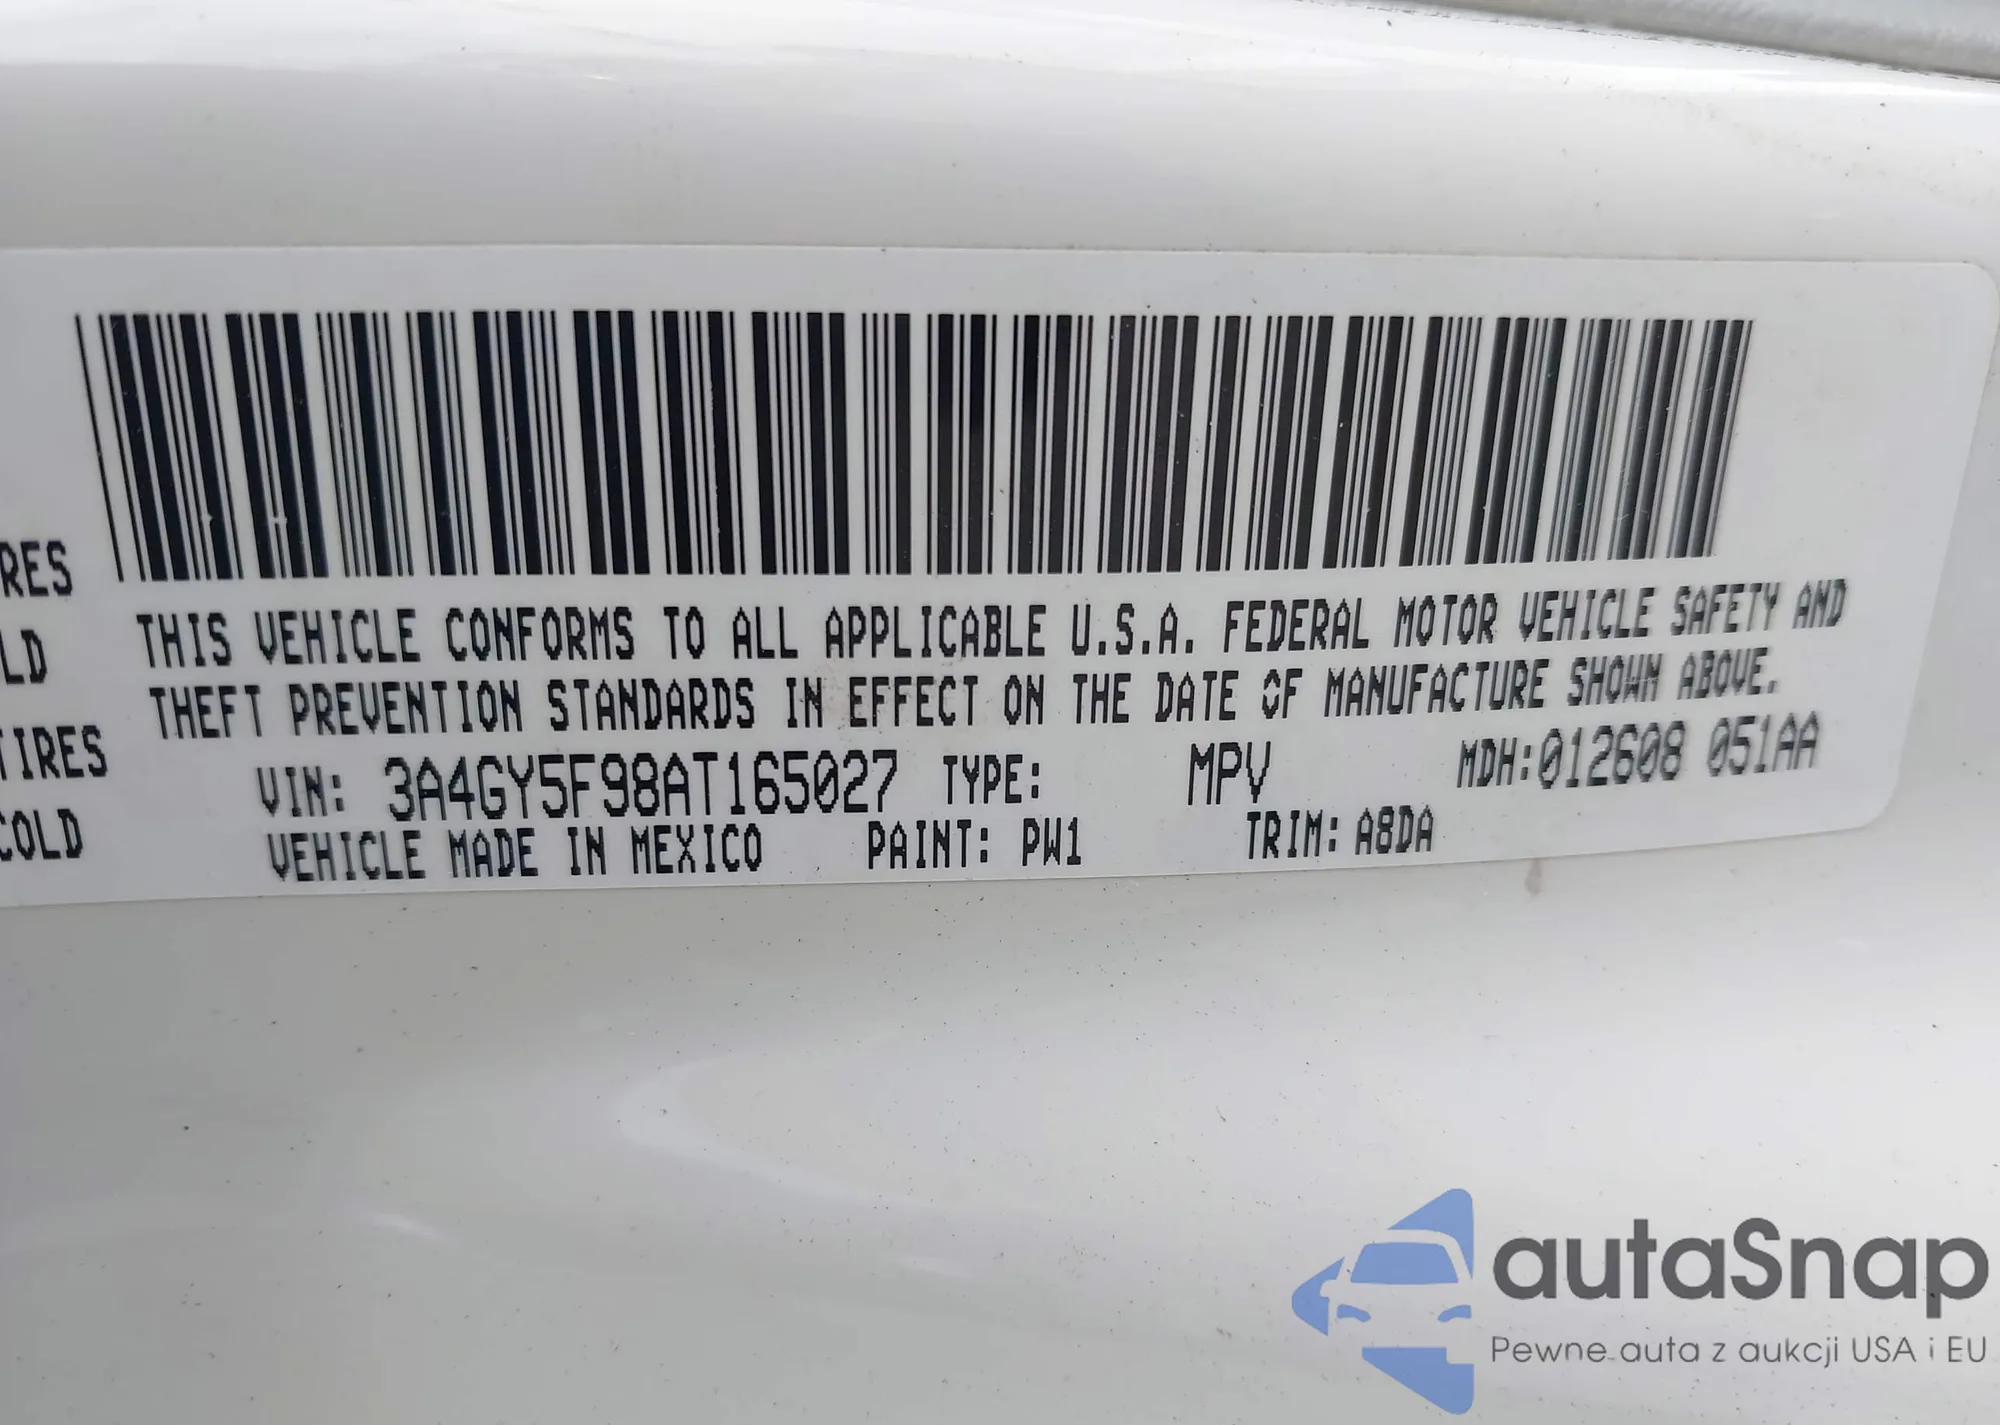 RES
LD
TIRES
COLD
THIS VEHICLE CONFORMS TO ALL APPLICABLE U.S.A. FEDERAL MOTOR VEHICLE SAFETY AND
THEFT PREVENTION STANDARDS IN EFFECT ON THE DATE OF MANUFACTURE SHOWN ABOVE.
VIN: 3A4GY5F98AT165027 TYPE: MPV MDH:012608 051AA
VEHICLE MADE IN MEXICO PAINT: PW1 TRIM: A8DA
autaSnap
Pewne auta z aukcji USA i EU